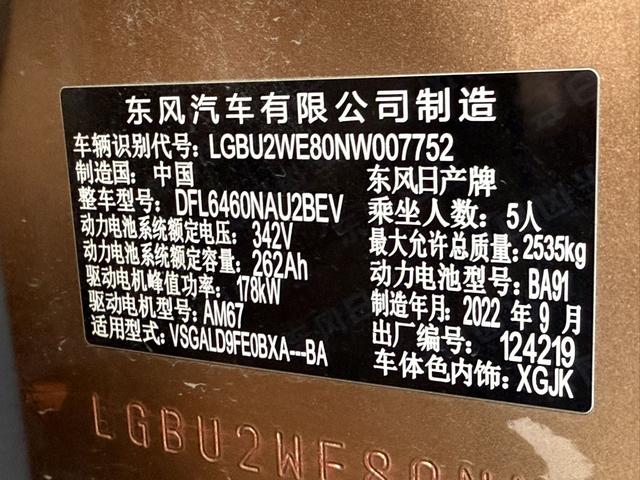 东风汽车有限公司制造
车辆识别代号: LGBU2WE80NW007752
制造国: 中国 东风日产牌
整车型号: DFL6460NAU2BEV 乘坐人数: 5人
动力电池系统额定电压: 342V 最大允许总质量: 2535kg
动力电池系统额定容量: 262Ah 动力电池型号: BA91
驱动电机峰值功率: 178kW 制造年月: 2022 年 9 月
驱动电机型号: AM67 出厂编号: 124219
适用型式: VSGALD9FE0BXA---BA 车体色内饰: XGJK
LGBU2WE80N